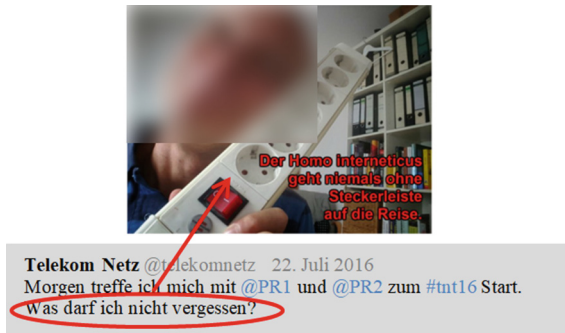 Der Homo interneticus
geht niemals ohne
Steckerleiste
auf die Reise.
Telekom Netz @telekomnetz 22. Juli 2016
Morgen treffe ich mich mit @PR1 und @PR2 zum #tnt16 Start.
Was darf ich nicht vergessen?